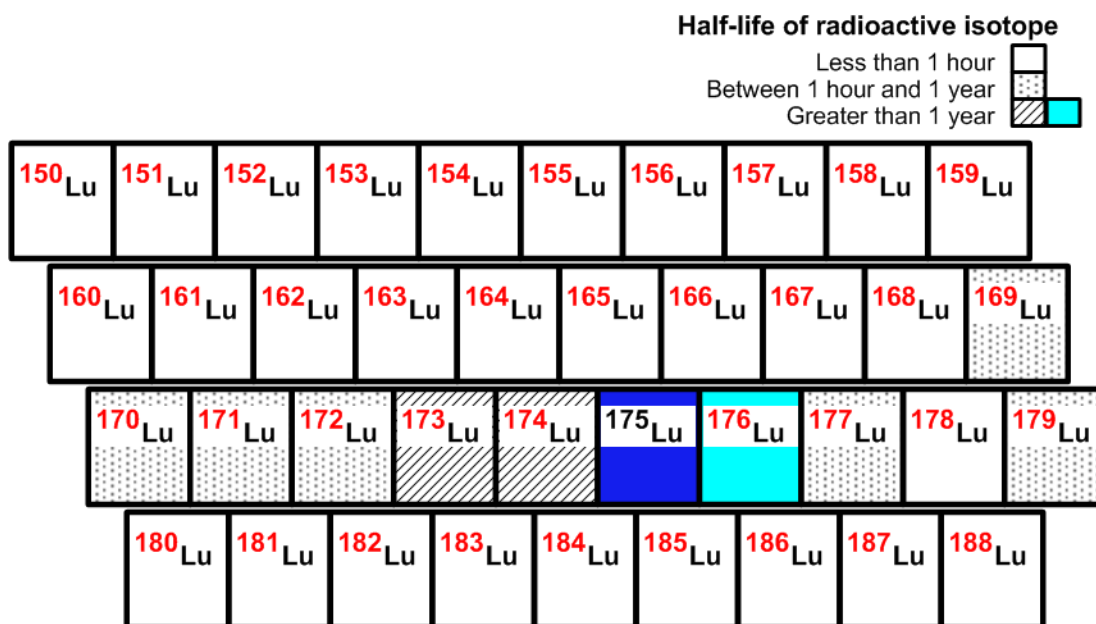 Half-life of radioactive isotope
Less than 1 hour
Between 1 hour and 1 year
Greater than 1 year
150Lu 151Lu 152Lu 153Lu 154Lu 155Lu 156Lu 157Lu 158Lu 159Lu
160Lu 161Lu 162Lu 163Lu 164Lu 165Lu 166Lu 167Lu 168Lu 169Lu
170Lu 171Lu 172Lu 173Lu 174Lu 175Lu 176Lu 177Lu 178Lu 179Lu
180Lu 181Lu 182Lu 183Lu 184Lu 185Lu 186Lu 187Lu 188Lu